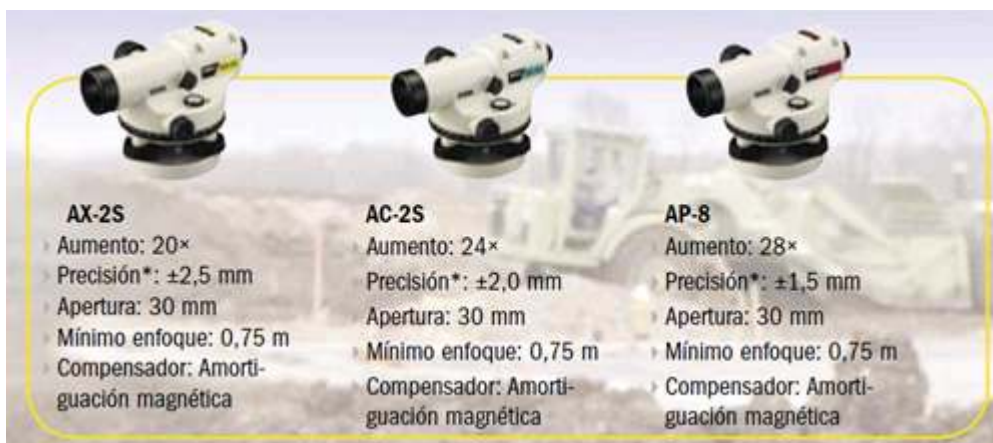 AX-2S
Aumento: 20×
Precisión*: ±2,5 mm
Apertura: 30 mm
Mínimo enfoque: 0,75 m
Compensador: Amorti-
guación magnética
AC-2S
Aumento: 24×
Precisión*: ±2,0 mm
Apertura: 30 mm
Mínimo enfoque: 0,75 m
Compensador: Amorti-
guación magnética
AP-8
Aumento: 28×
Precisión*: ±1,5 mm
Apertura: 30 mm
Mínimo enfoque: 0,75 m
Compensador: Amorti-
guación magnética